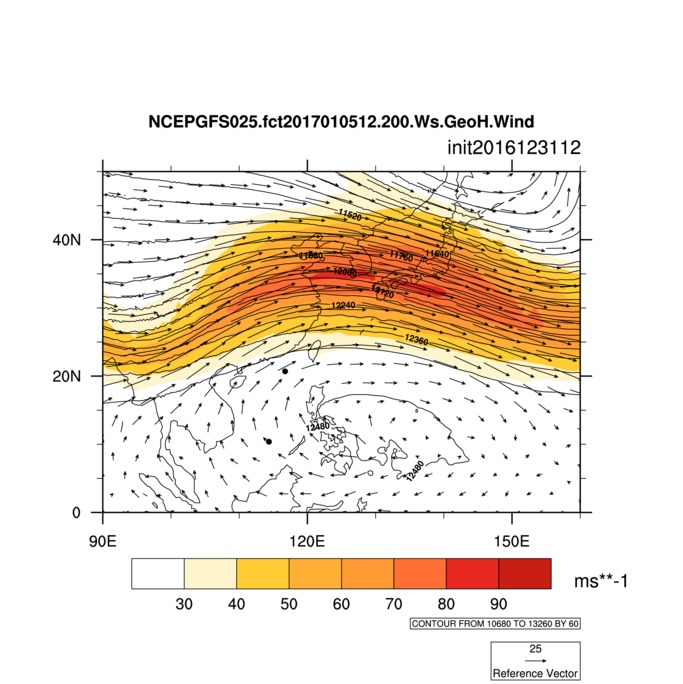 NCEPGFS025.fct2017010512.200.Ws.GeoH.Wind
init2016123112
40N
20N
0
11520
11880
11760
11640
12000
12120
12240
12360
12480
12480
90E
120E
150E
30
40
50
60
70
80
90
ms**-1
CONTOUR FROM 10680 TO 13260 BY 60
25
Reference Vector